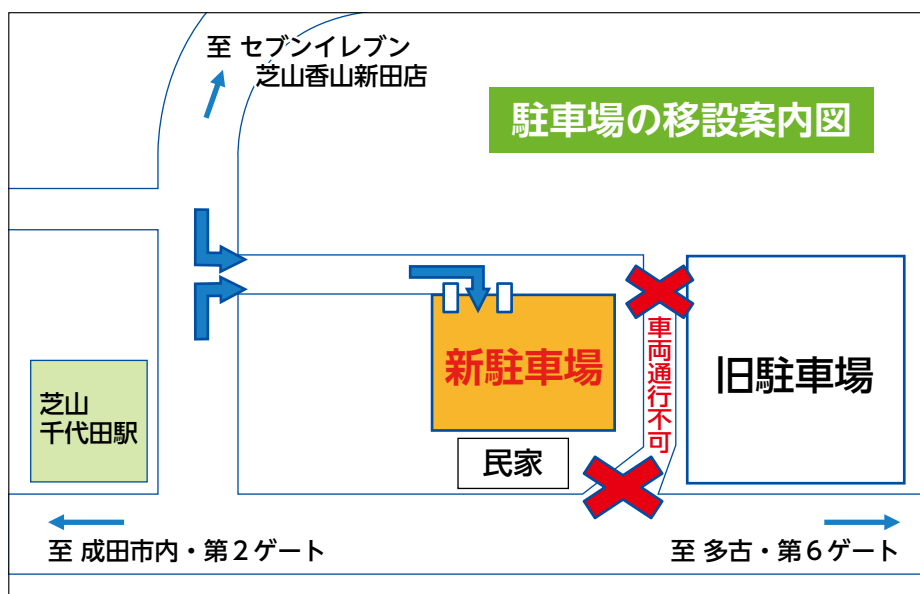 至 セブンイレブン
芝山香山新田店
駐車場の移設案内図
新駐車場
車両通行不可
旧駐車場
芝山
千代田駅
民家
至 成田市内・第2ゲート
至 多古・第6ゲート